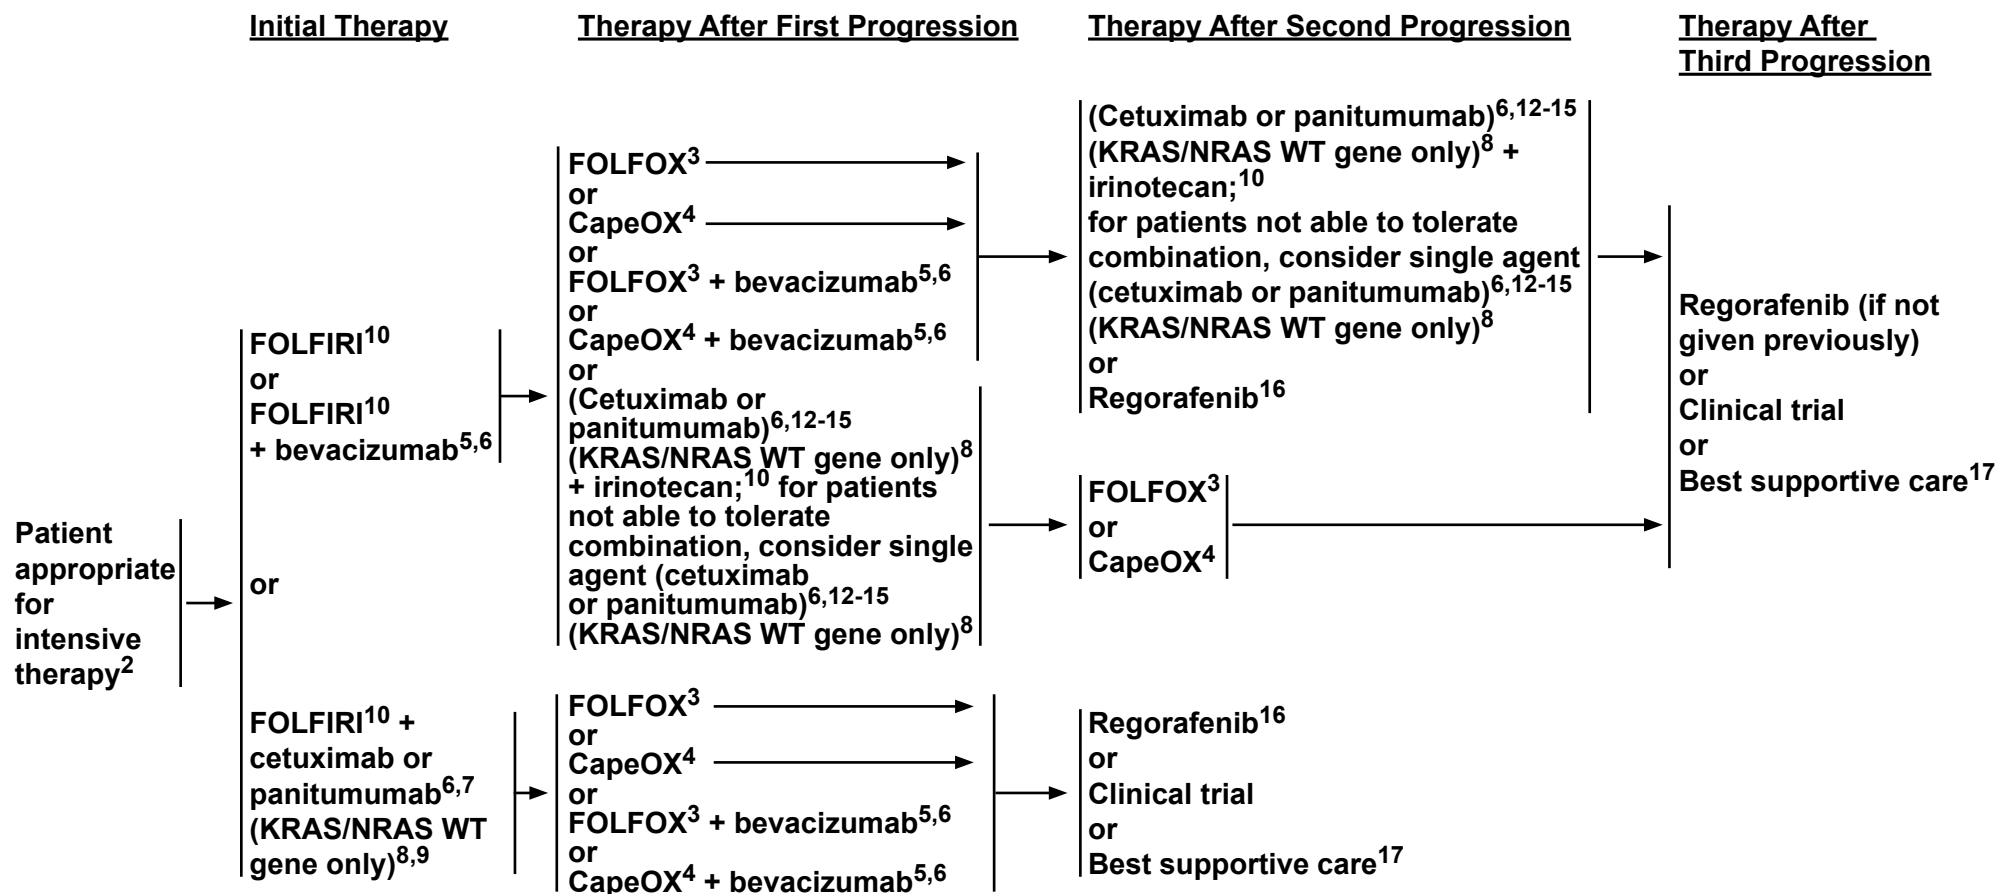 Initial Therapy
Therapy After First Progression
Therapy After Second Progression
Therapy After
Third Progression
Patient
appropriate
for
intensive
therapy2
FOLFIRI10
or
FOLFIRI10
+ bevacizumab5,6
or
FOLFIRI10 +
cetuximab or
panitumumab6,7
(KRAS/NRAS WT
gene only)8,9
FOLFOX3
or
CapeOX4
or
FOLFOX3 + bevacizumab5,6
or
CapeOX4 + bevacizumab5,6
or
(Cetuximab or
panitumumab)6,12-15
(KRAS/NRAS WT gene only)8
+ irinotecan;10 for patients
not able to tolerate
combination, consider single
agent (cetuximab
or panitumumab)6,12-15
(KRAS/NRAS WT gene only)8
FOLFOX3
or
CapeOX4
or
FOLFOX3 + bevacizumab5,6
or
CapeOX4 + bevacizumab5,6
(Cetuximab or panitumumab)6,12-15
(KRAS/NRAS WT gene only)8 +
irinotecan;10
for patients not able to tolerate
combination, consider single agent
(cetuximab or panitumumab)6,12-15
(KRAS/NRAS WT gene only)8
or
Regorafenib16
FOLFOX3
or
CapeOX4
Regorafenib16
or
Clinical trial
or
Best supportive care17
Regorafenib (if not
given previously)
or
Clinical trial
or
Best supportive care17